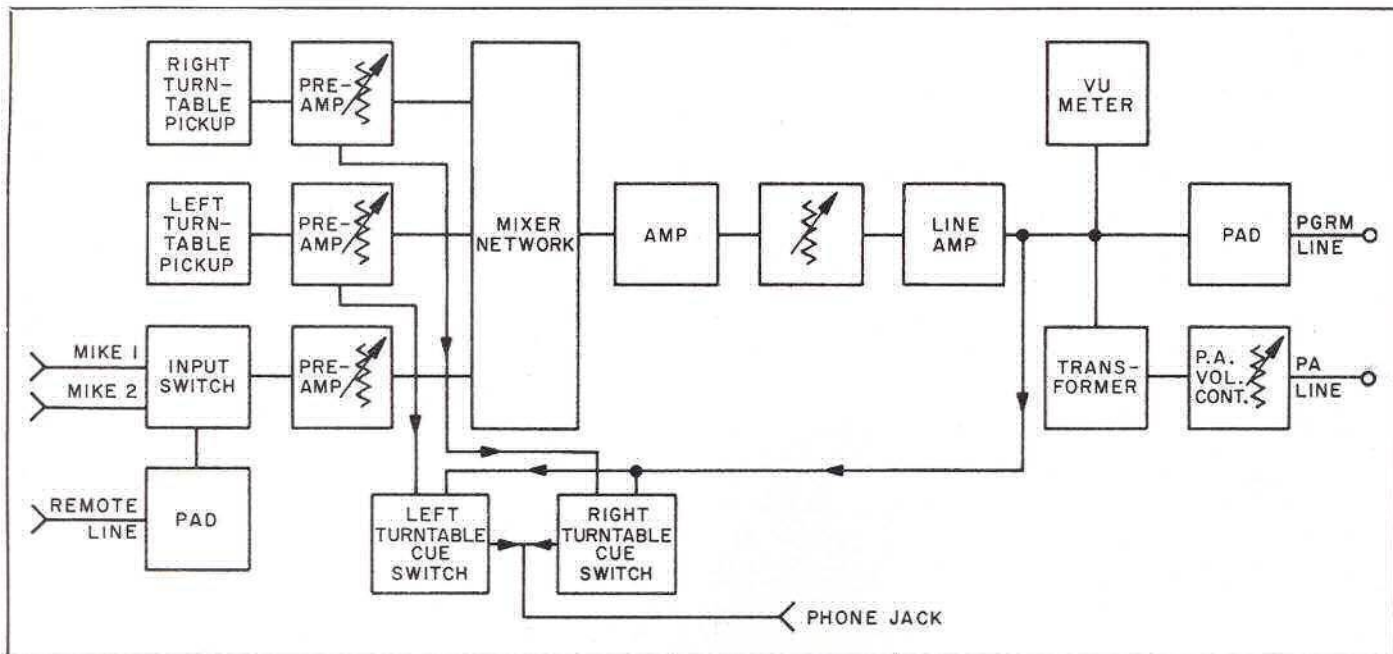 RIGHT
TURN-
TABLE
PICKUP
PRE-
AMP
LEFT
TURN-
TABLE
PICKUP
PRE-
AMP
MIKE 1
MIKE 2
INPUT
SWITCH
PRE-
AMP
REMOTE
LINE
PAD
MIXER
NETWORK
AMP
LINE
AMP
VU
METER
PAD
PGRM
LINE
TRANS-
FORMER
P.A.
VOL.
CONT.
PA
LINE
LEFT
TURNTABLE
CUE
SWITCH
RIGHT
TURNTABLE
CUE
SWITCH
PHONE JACK